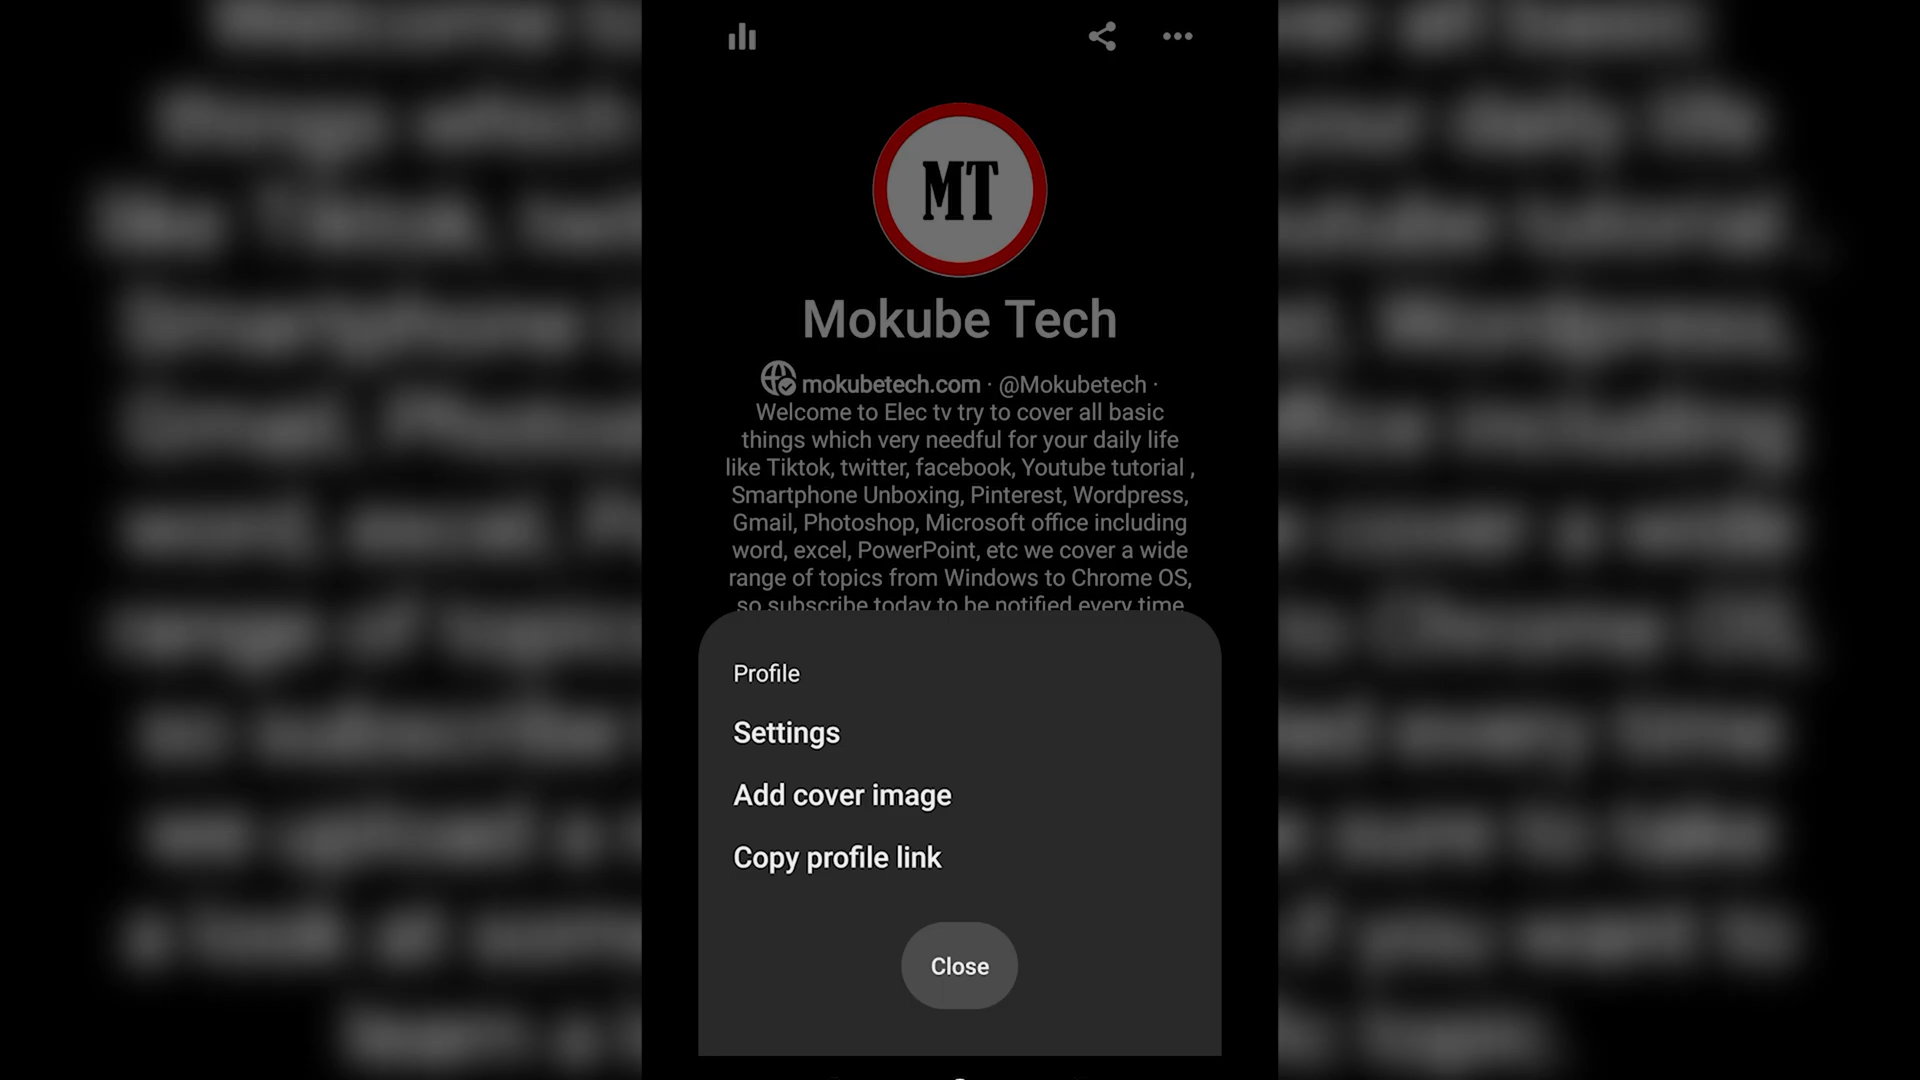 MT
Mokube Tech
mokubetech.com · @Mokubetech ·
Welcome to Elec tv try to cover all basic
things which very needful for your daily life
like Tiktok, twitter, facebook, Youtube tutorial ,
Smartphone Unboxing, Pinterest, Wordpress,
Gmail, Photoshop, Microsoft office including
word, excel, PowerPoint, etc we cover a wide
range of topics from Windows to Chrome OS,
so subscribe today to be notified every time
Profile
Settings
Add cover image
Copy profile link
Close